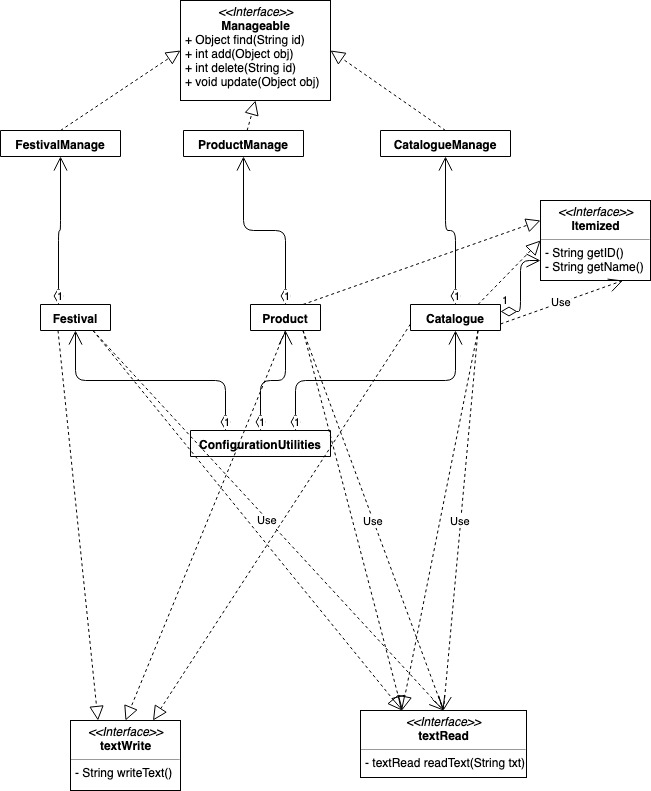 <<Interface>>
Manageable
+ Object find(String id)
+ int add(Object obj)
+ int delete(String id)
+ void update(Object obj)
FestivalManage
ProductManage
CatalogueManage
<<Interface>>
Itemized
- String getID()
- String getName()
1
1
1
1
Use
Festival
Product
Catalogue
1
1
1
ConfigurationUtilities
Use
Use
Use
<<Interface>>
textWrite
- String writeText()
<<Interface>>
textRead
- textRead readText(String txt)